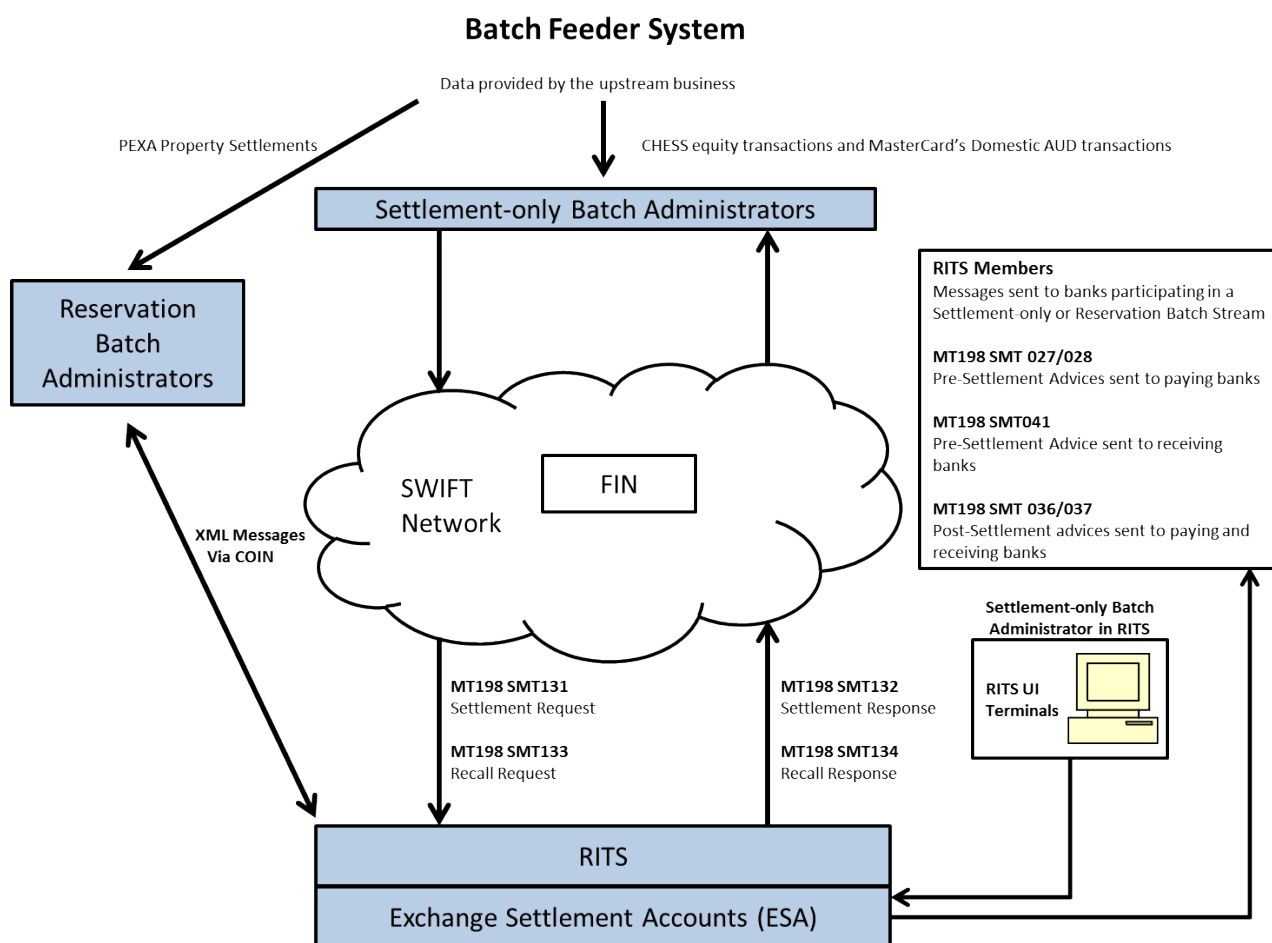 Batch Feeder System
Data provided by the upstream business
PEXA Property Settlements
CHESS equity transactions and MasterCard's Domestic AUD transactions
Settlement-only Batch Administrators
Reservation
Batch
Administrators
RITS Members
Messages sent to banks participating in a
Settlement-only or Reservation Batch Stream
MT198 SMT 027/028
Pre-Settlement Advices sent to paying banks
MT198 SMT041
Pre-Settlement Advice sent to receiving
banks
MT198 SMT 036/037
Post-Settlement advices sent to paying and
receiving banks
SWIFT
Network
FIN
XML Messages
Via COIN
Settlement-only Batch
Administrator in RITS
RITS UI
Terminals
MT198 SMT131
Settlement Request
MT198 SMT133
Recall Request
MT198 SMT132
Settlement Response
MT198 SMT134
Recall Response
RITS
Exchange Settlement Accounts (ESA)